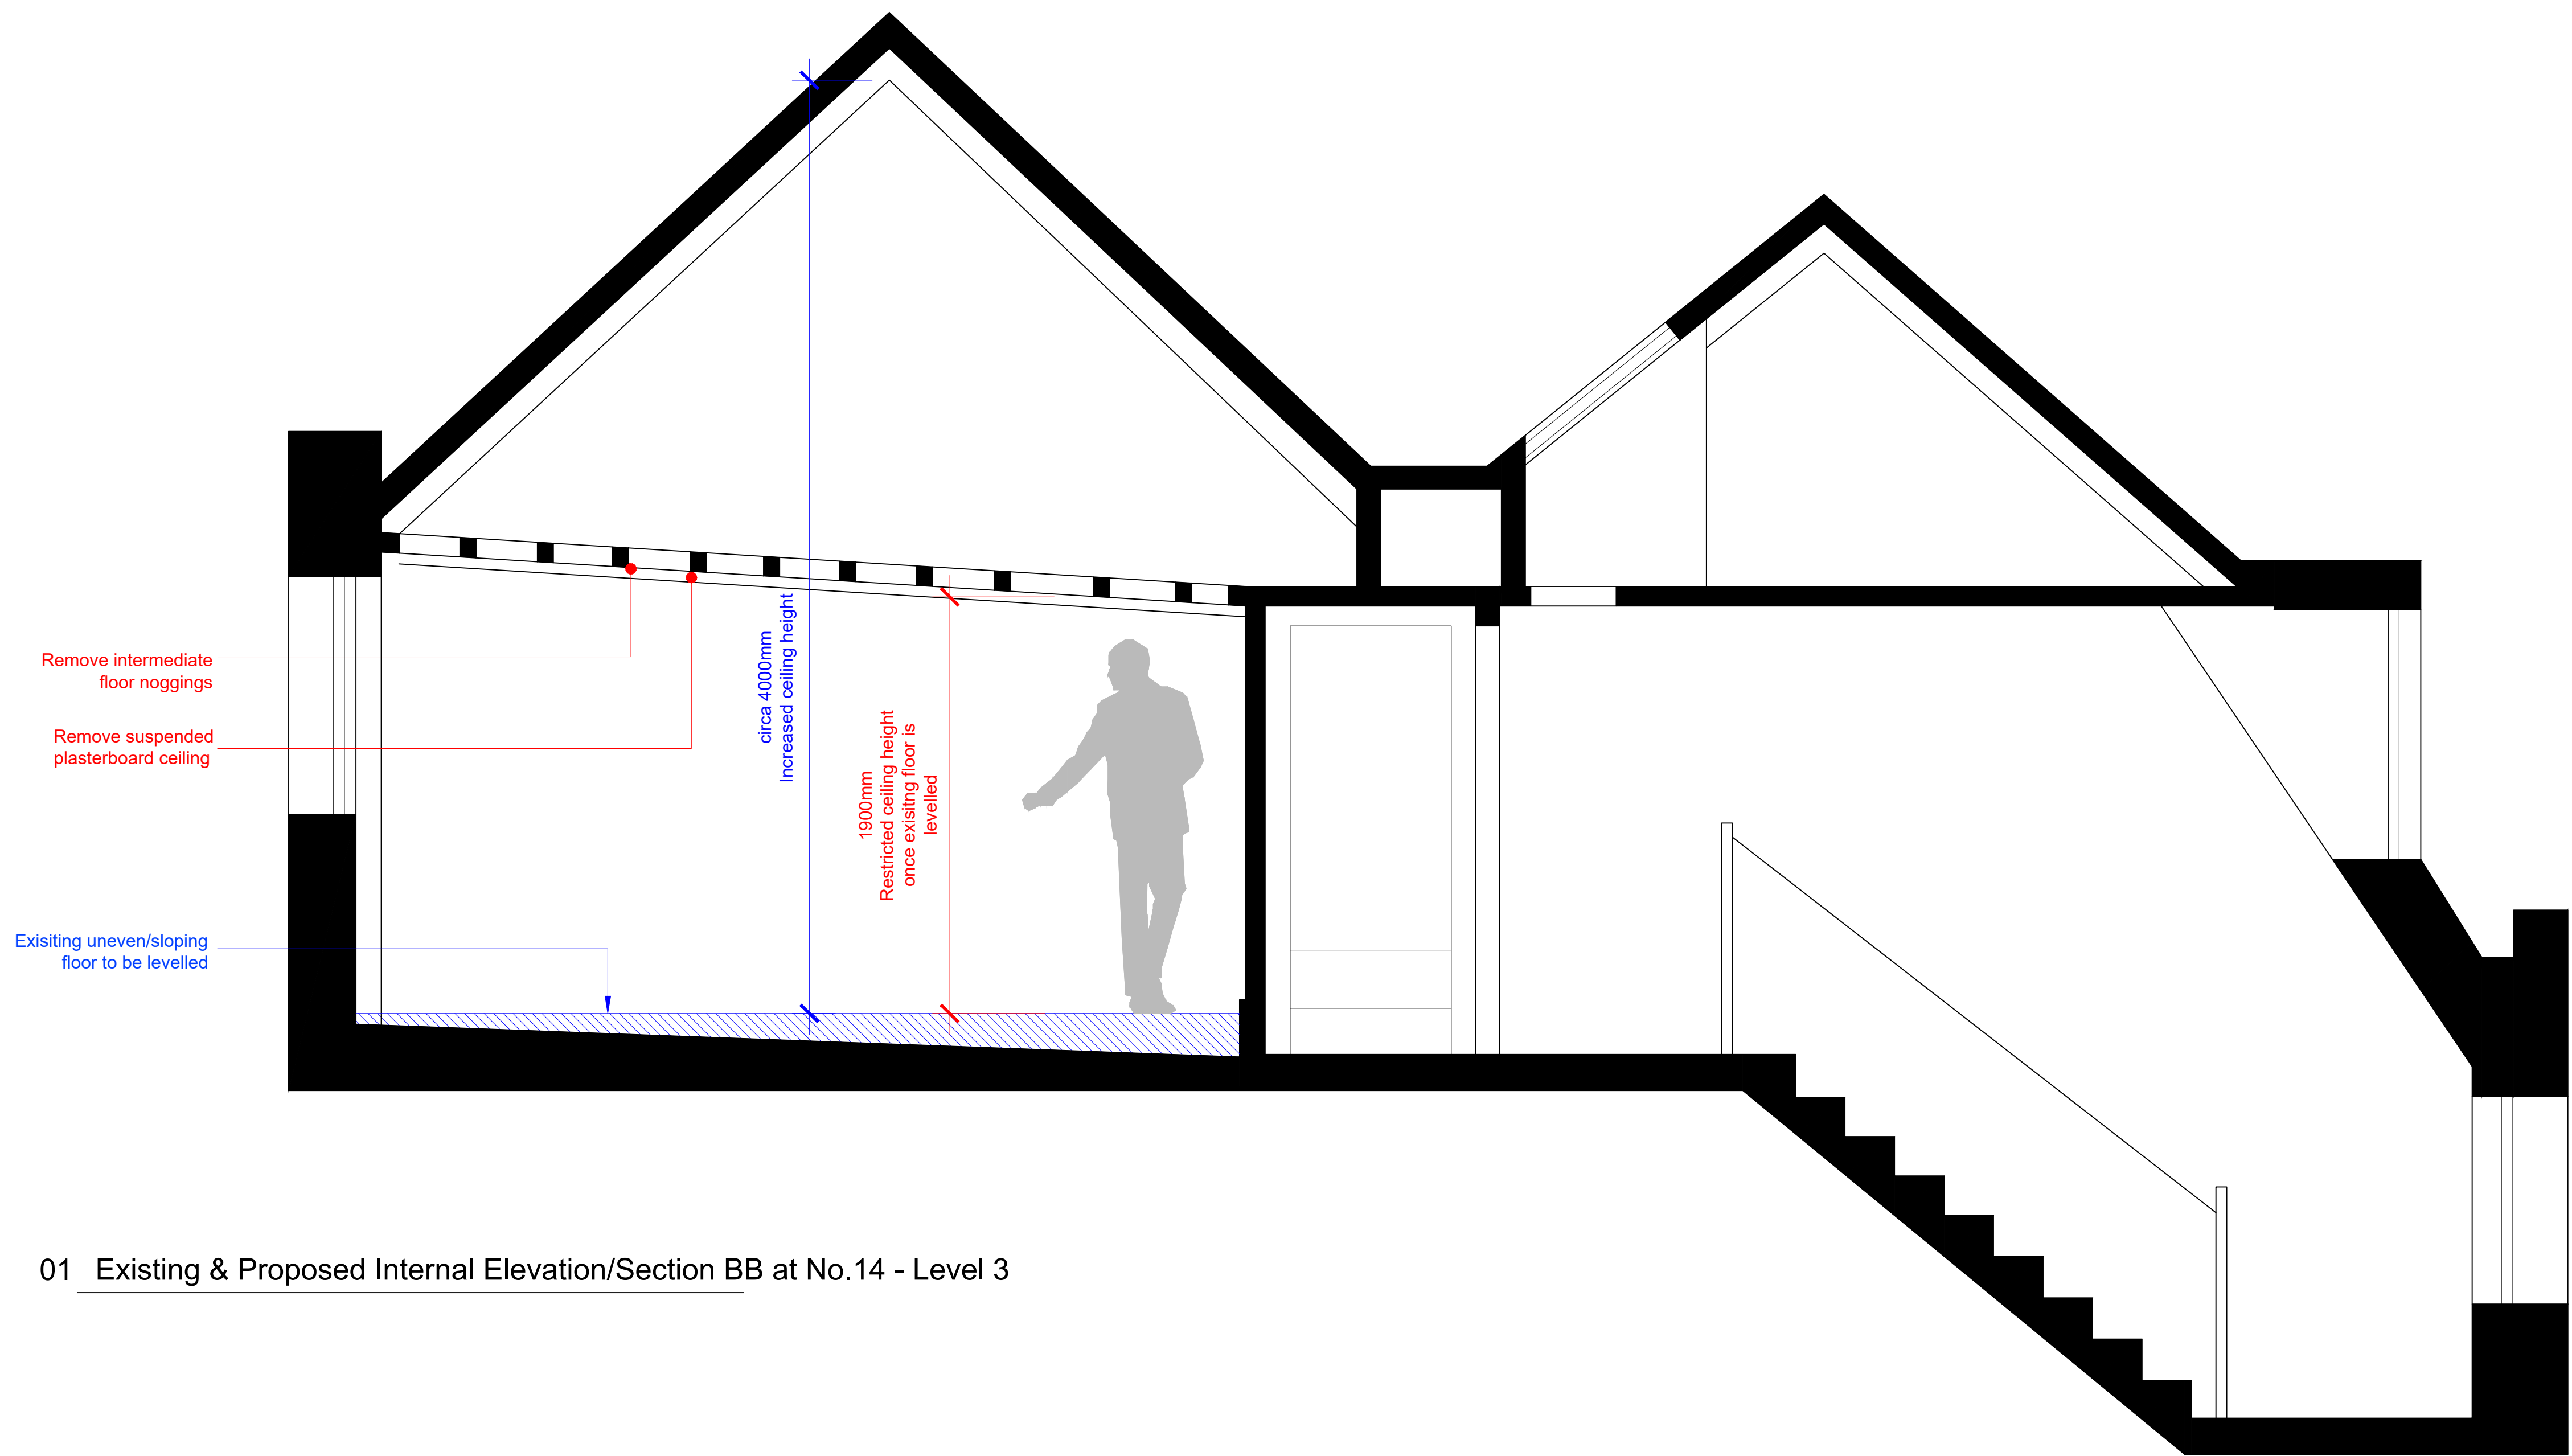 Remove intermediate
floor noggings
Remove suspended
plasterboard ceiling
Exisiting uneven/sloping
floor to be levelled
circa 4000mm
Increased ceiling height
1900mm
Restricted ceiling height
once exisitng floor is
levelled
01 Existing & Proposed Internal Elevation/Section BB at No.14 - Level 3